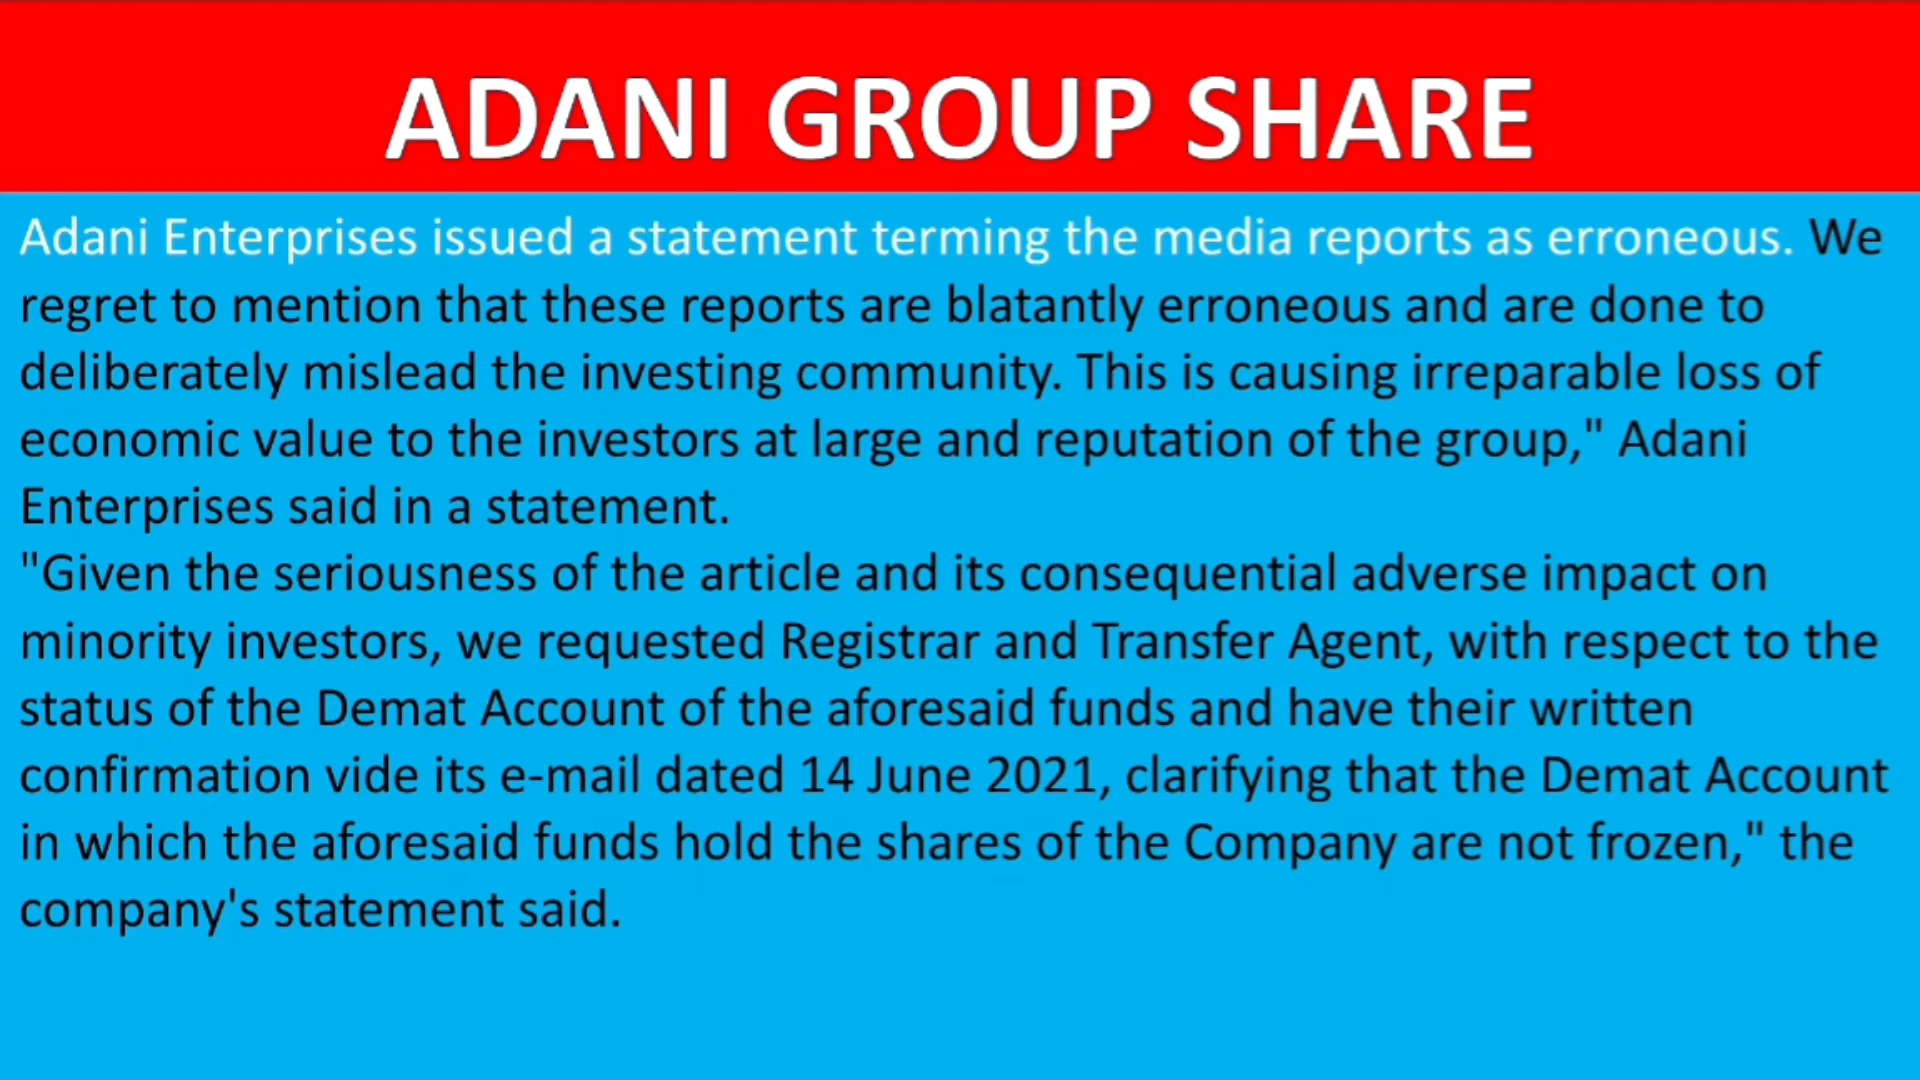 ADANI GROUP SHARE
Adani Enterprises issued a statement terming the media reports as erroneous. We
regret to mention that these reports are blatantly erroneous and are done to
deliberately mislead the investing community. This is causing irreparable loss of
economic value to the investors at large and reputation of the group," Adani
Enterprises said in a statement.
"Given the seriousness of the article and its consequential adverse impact on
minority investors, we requested Registrar and Transfer Agent, with respect to the
status of the Demat Account of the aforesaid funds and have their written
confirmation vide its e-mail dated 14 June 2021, clarifying that the Demat Account
in which the aforesaid funds hold the shares of the Company are not frozen," the
company's statement said.